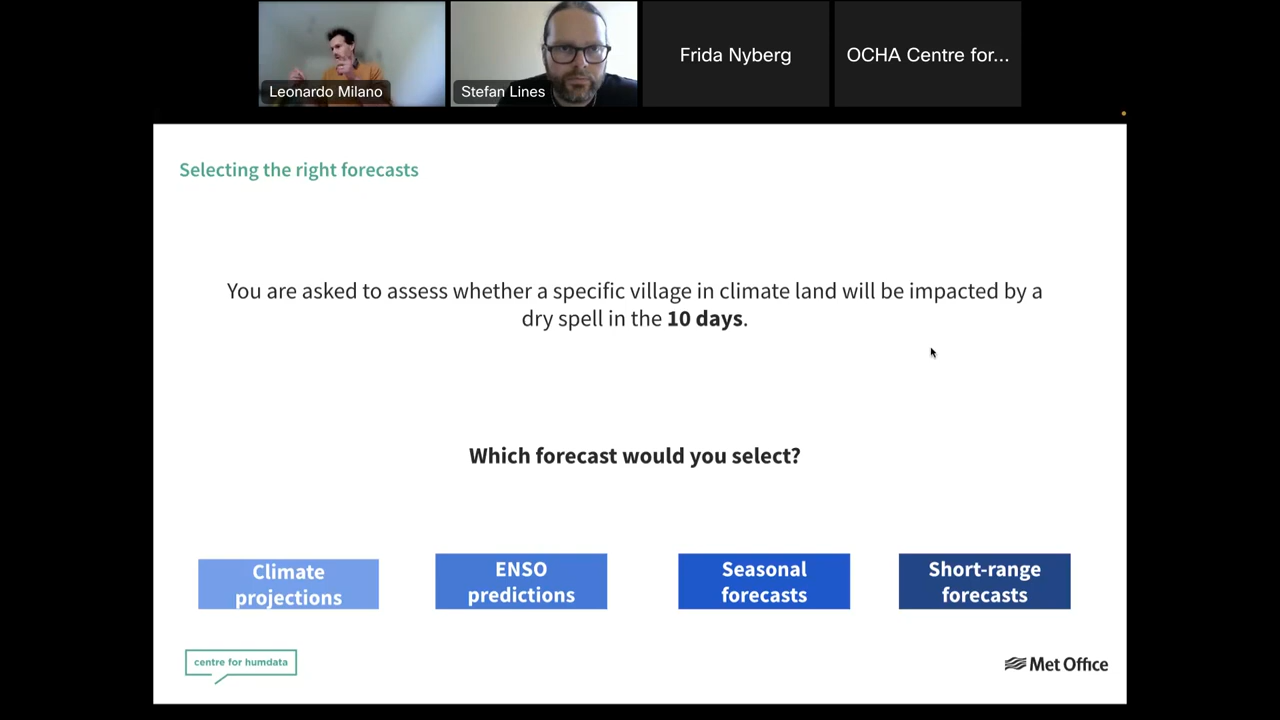 Leonardo Milano
Stefan Lines
Frida Nyberg
OCHA Centre for...
Selecting the right forecasts
You are asked to assess whether a specific village in climate land will be impacted by a
dry spell in the 10 days.
Which forecast would you select?
Climate
projections
ENSO
predictions
Seasonal
forecasts
Short-range
forecasts
centre for humdata
Met Office